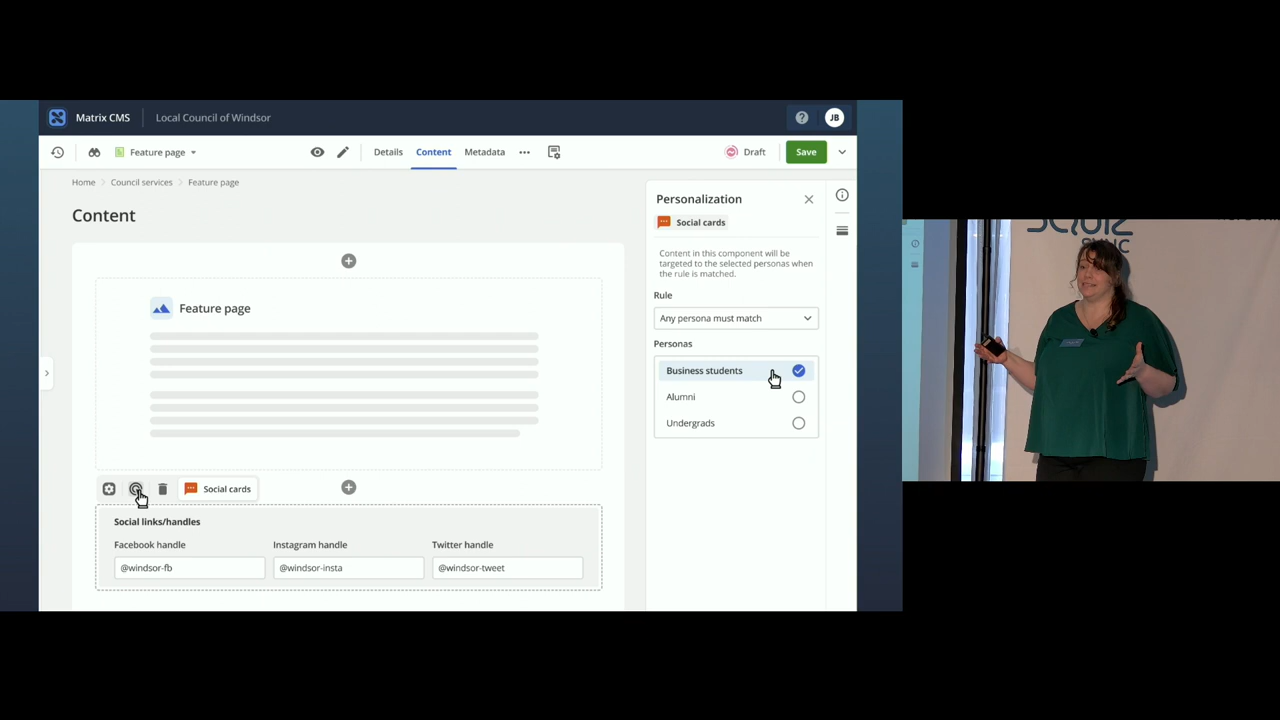 Matrix CMS
Local Council of Windsor
JB
Feature page
Details
Content
Metadata
Draft
Save
Home > Council services > Feature page
Content
Feature page
Social cards
Social links/handles
Facebook handle
Instagram handle
Twitter handle
@windsor-fb
@windsor-insta
@windsor-tweet
Personalization
Social cards
Content in this component will be
targeted to the selected personas when
the rule is matched.
Rule
Any persona must match
Personas
Business students
Alumni
Undergrads